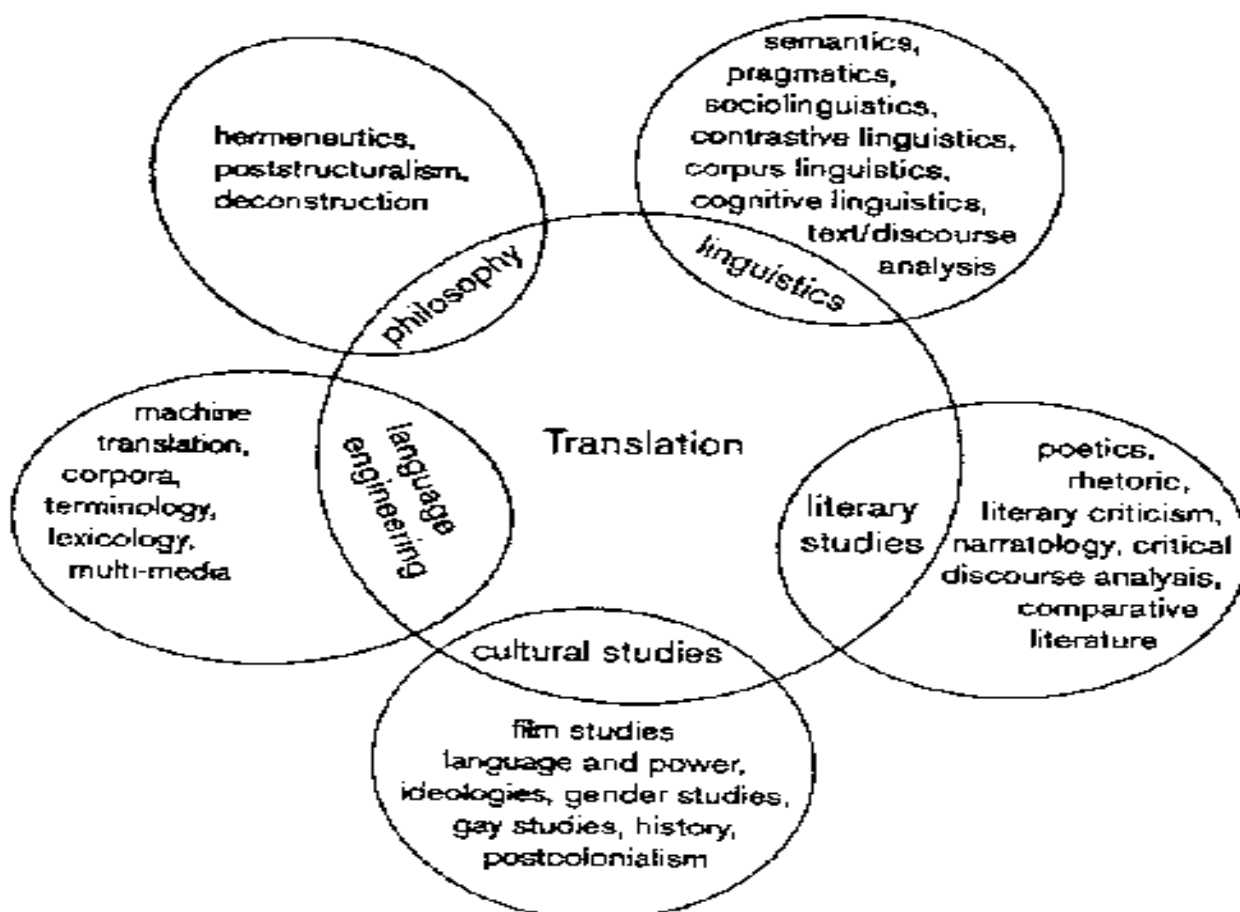 hermeneutics,
poststructuralism,
deconstruction
philosophy
semantics,
pragmatics,
sociolinguistics,
contrastive linguistics,
corpus linguistics,
cognitive linguistics,
text/discourse
analysis
linguistics
machine
translation,
corpora,
terminology,
lexicology,
multi-media
language
engineering
Translation
literary
studies
poetics,
rhetoric,
literary criticism,
narratology, critical
discourse analysis,
comparative
literature
cultural studies
film studies
language and power,
ideologies, gender studies,
gay studies, history,
postcolonialism